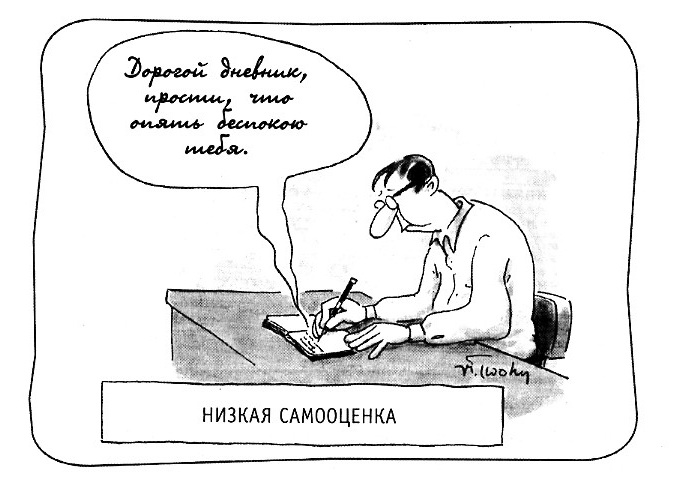 Дорогой дневник,
прости, что
опять беспокою
тебя.
НИЗКАЯ САМООЦЕНКА